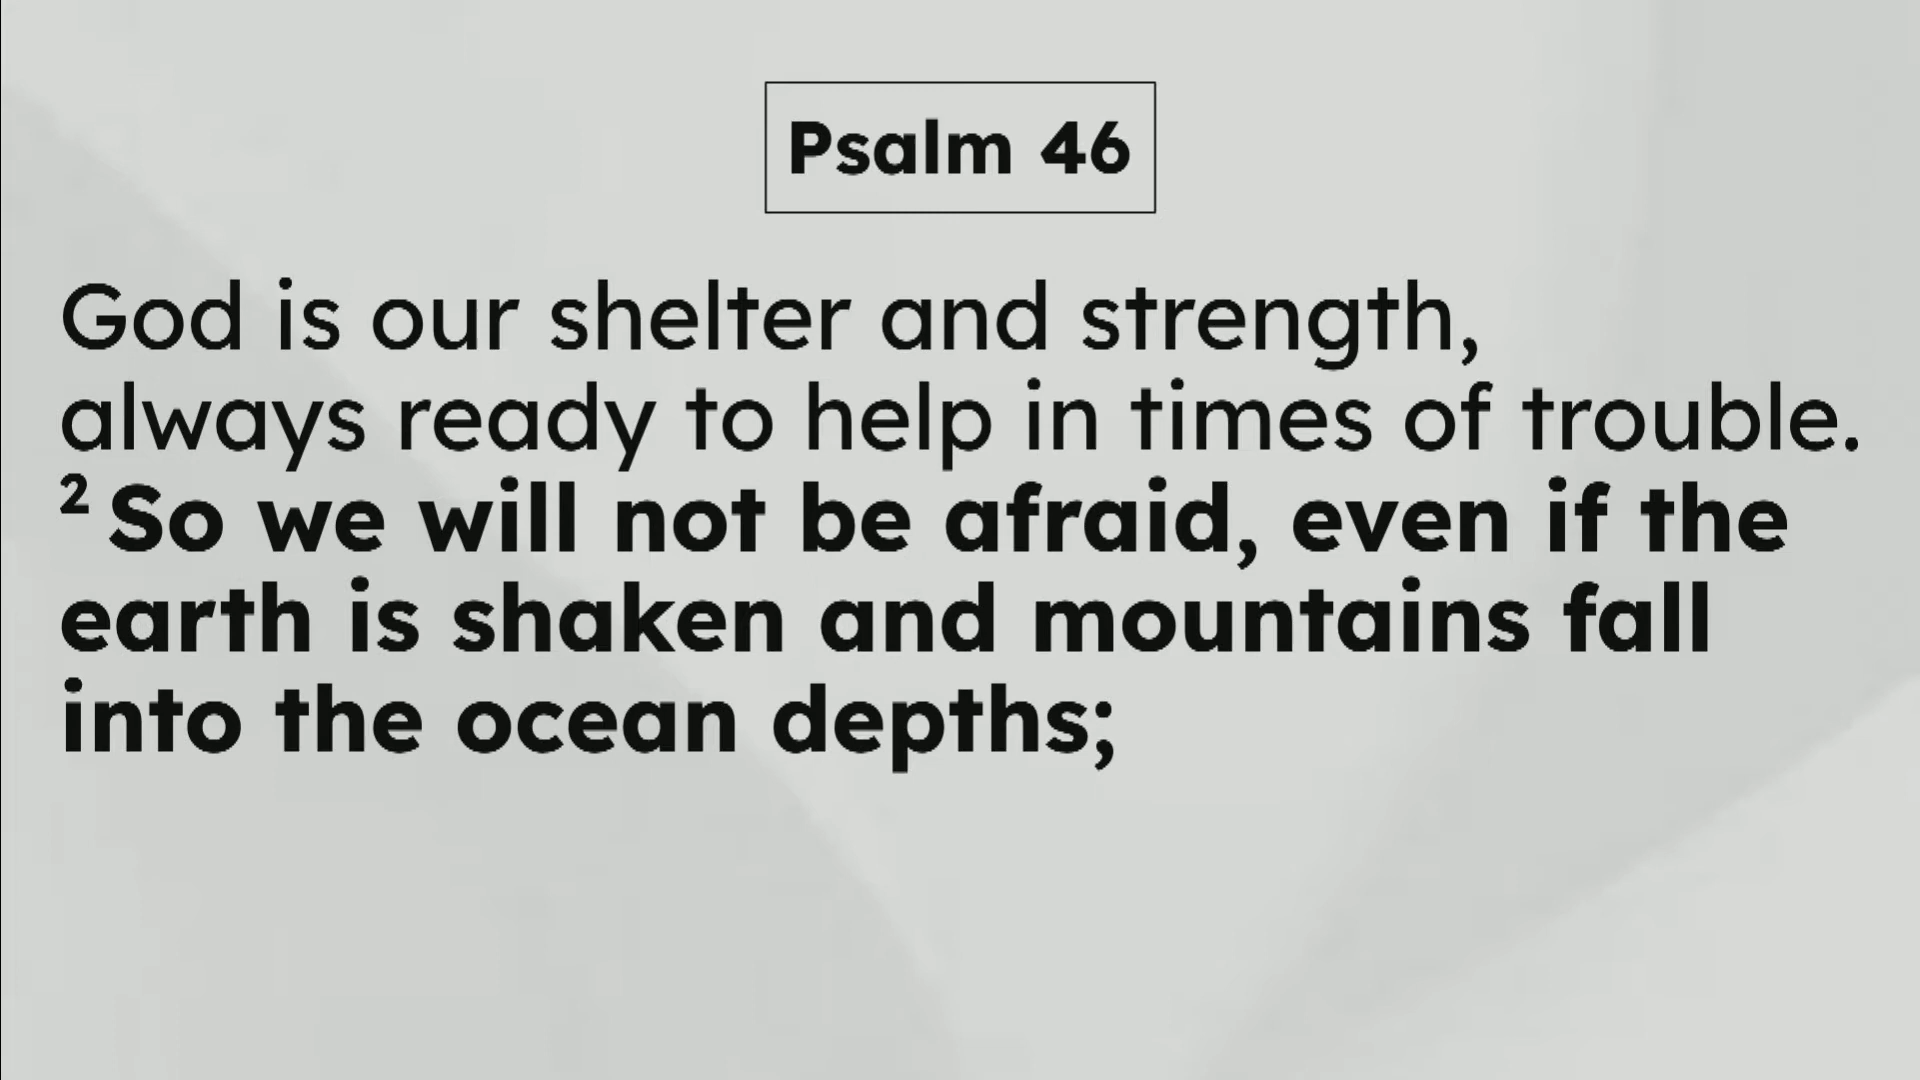 Psalm 46
God is our shelter and strength,
always ready to help in times of trouble.
² So we will not be afraid, even if the
earth is shaken and mountains fall
into the ocean depths;